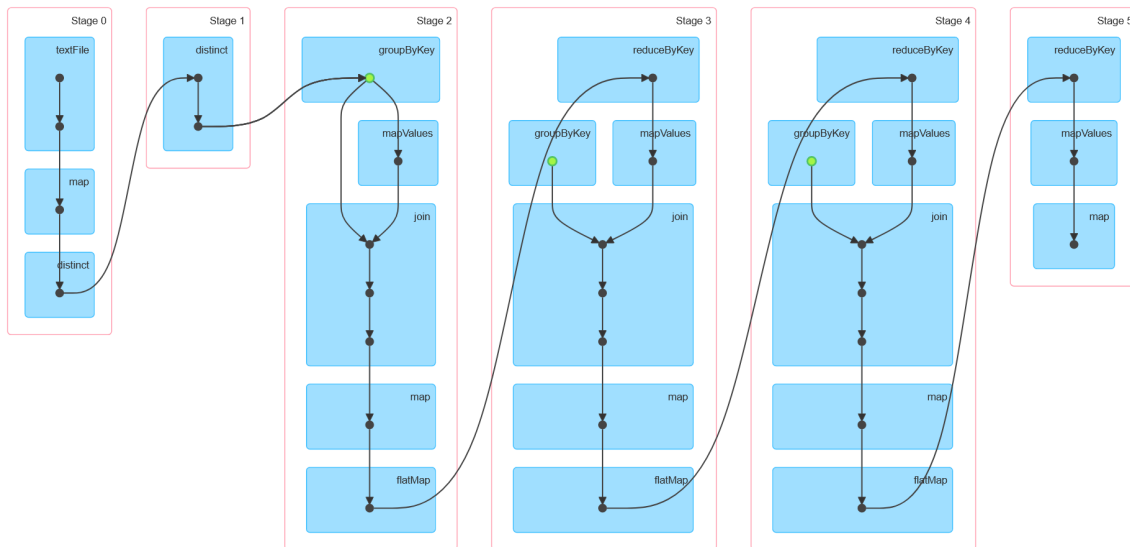 Stage 0
textFile
map
distinct
Stage 1
distinct
Stage 2
groupByKey
mapValues
join
map
flatMap
Stage 3
reduceByKey
groupByKey
mapValues
join
map
flatMap
Stage 4
reduceByKey
groupByKey
mapValues
join
map
flatMap
Stage 5
reduceByKey
mapValues
map